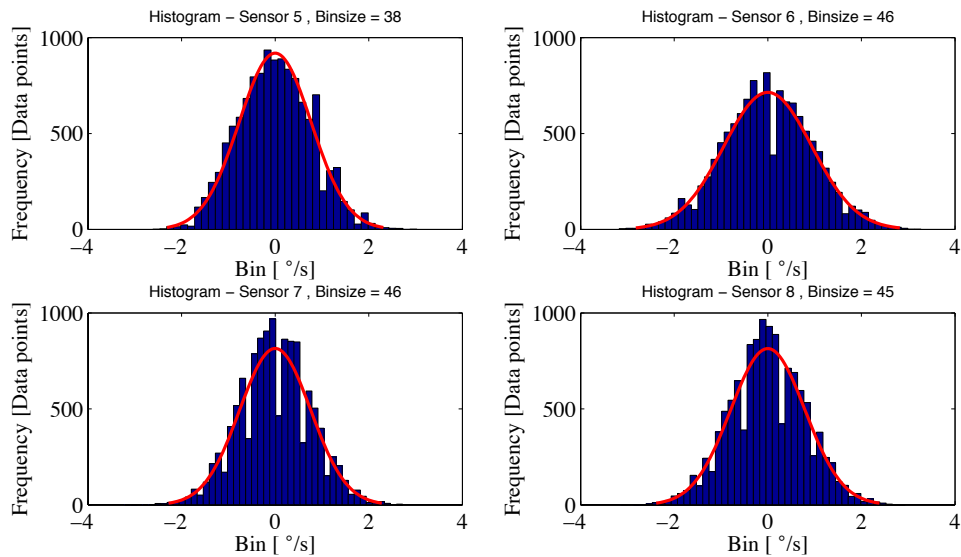 Histogram − Sensor 5 , Binsize = 38
Frequency [Data points]
1000
500
0
−4
−2
0
2
4
Bin [ °/s]
Histogram − Sensor 6 , Binsize = 46
Frequency [Data points]
1000
500
0
−4
−2
0
2
4
Bin [ °/s]
Histogram − Sensor 7 , Binsize = 46
Frequency [Data points]
1000
500
0
−4
−2
0
2
4
Bin [ °/s]
Histogram − Sensor 8 , Binsize = 45
Frequency [Data points]
1000
500
0
−4
−2
0
2
4
Bin [ °/s]